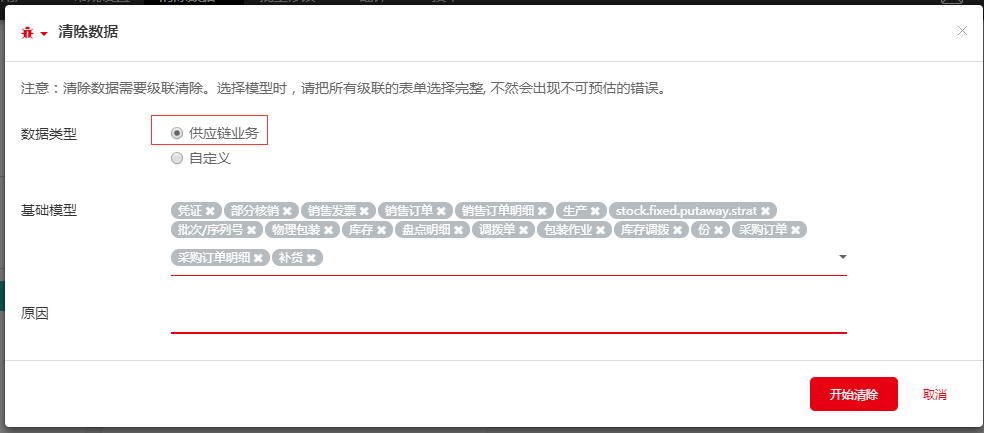 清除数据
注意：清除数据需要级联清除。选择模型时，请把所有级联的表单选择完整, 不然会出现不可预估的错误。
数据类型
供应链业务
自定义
基础模型
凭证 部分核销 销售发票 销售订单 销售订单明细 生产 stock.fixed.putaway.strat
批次/序列号 物理包装 库存 盘点明细 调拨单 包装作业 库存调拨 份 采购订单
采购订单明细 补货
原因
开始清除 取消